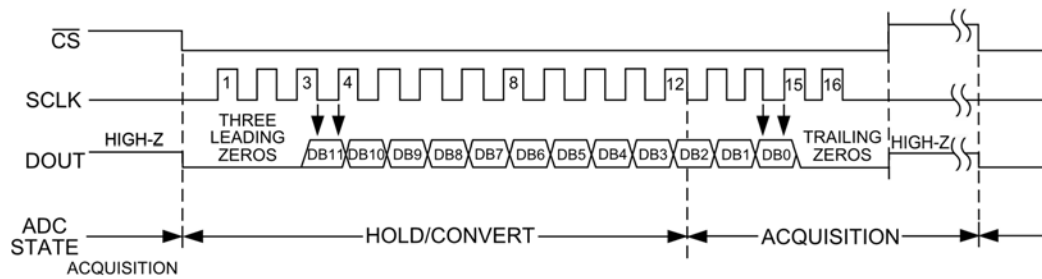 CS
SCLK 1 3 4 8 12 15 16
HIGH-Z THREE LEADING ZEROS TRAILING ZEROS HIGH-Z
DOUT DB11 DB10 DB9 DB8 DB7 DB6 DB5 DB4 DB3 DB2 DB1 DB0
ADC STATE HOLD/CONVERT ACQUISITION
ACQUISITION